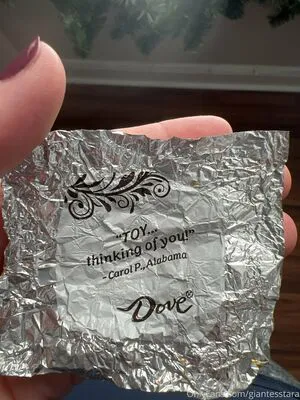 "TOY...
thinking of you!"
- Carol P., Alabama
Dove®
OnlyFans.com/giantesstara